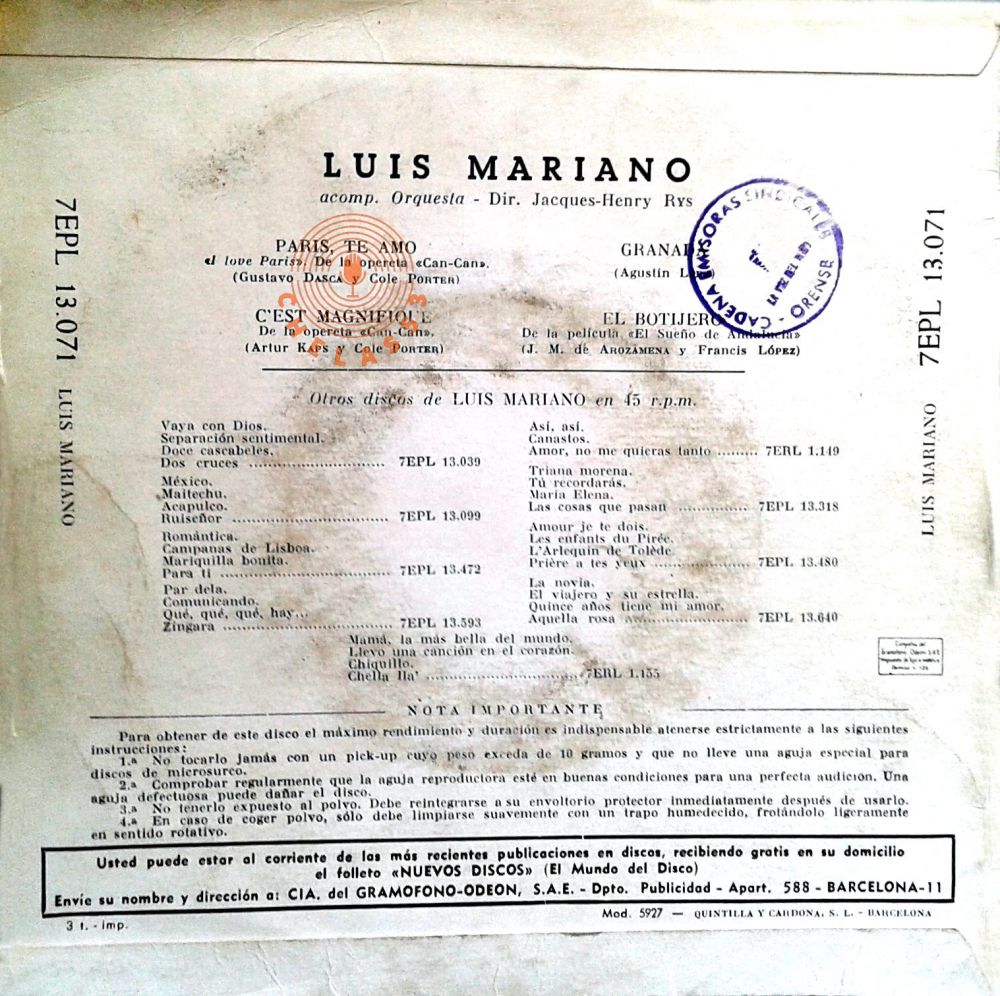 LUIS MARIANO
acomp. Orquesta - Dir. Jacques-Henry Rys
PARIS, TE AMO
«I love Paris». De la opereta «Can-Can».
(Gustavo Dasca y Cole Porter)
C'EST MAGNIFIQUE
De la opereta «Can-Can».
(Artur Kaps y Cole Porter)
GRANADA
(Agustín Lara)
EL BOTIJERO
De la película «El Sueño de Andalucía»
(J. M. de Arozamena y Francis López)
CADENA EMISORAS SINDICALES
- ORENSE -
7EPL 13.071 LUIS MARIANO
LUIS MARIANO 7EPL 13.071
Otros discos de LUIS MARIANO en 45 r.p.m.
Vaya con Dios.
Separación sentimental.
Doce cascabeles.
Dos cruces .............................. 7EPL 13.039
México.
Maitechu.
Acapulco.
Ruiseñor .................................. 7EPL 13.099
Romántica.
Campanas de Lisboa.
Mariquilla bonita.
Para ti ..................................... 7EPL 13.472
Par dela.
Comunicando.
Qué, qué, qué, hay...
Zíngara .................................... 7EPL 13.593
Así, así.
Canastos.
Amor, no me quieras tanto ......... 7ERL 1.149
Triana morena.
Tú recordarás.
María Elena.
Las cosas que pasan ............... 7EPL 13.318
Amour je te dois.
Les enfants du Pirée.
L'Arlequin de Tolède.
Prière a tes yeux ..................... 7EPL 13.480
La novia.
El viajero y su estrella.
Quince años tiene mi amor.
Aquella rosa ........................... 7EPL 13.640
Mamá, la más bella del mundo.
Llevo una canción en el corazón.
Chiquillo.
Chella lla' .................................. 7ERL 1.155
NOTA IMPORTANTE
Para obtener de este disco el máximo rendimiento y duración es indispensable atenerse estrictamente a las siguientes
instrucciones:
1.ª No tocarlo jamás con un pick-up cuyo peso exceda de 10 gramos y que no lleve una aguja especial para
discos de microsurco.
2.ª Comprobar regularmente que la aguja reproductora esté en buenas condiciones para una perfecta audición. Una
aguja defectuosa puede dañar el disco.
3.ª No tenerlo expuesto al polvo. Debe reintegrarse a su envoltorio protector inmediatamente después de usarlo.
4.ª En caso de coger polvo, sólo debe limpiarse suavemente con un trapo humedecido, frotándolo ligeramente
en sentido rotativo.
Usted puede estar al corriente de las más recientes publicaciones en discos, recibiendo gratis en su domicilio
el folleto «NUEVOS DISCOS» (El Mundo del Disco)
Envíe su nombre y dirección a: CIA. del GRAMOFONO-ODEON, S.A.E. - Dpto. Publicidad - Apart. 588 - BARCELONA-11
3 t. - imp.
Mod. 5927 — QUINTILLA Y CARDONA, S. L. - BARCELONA